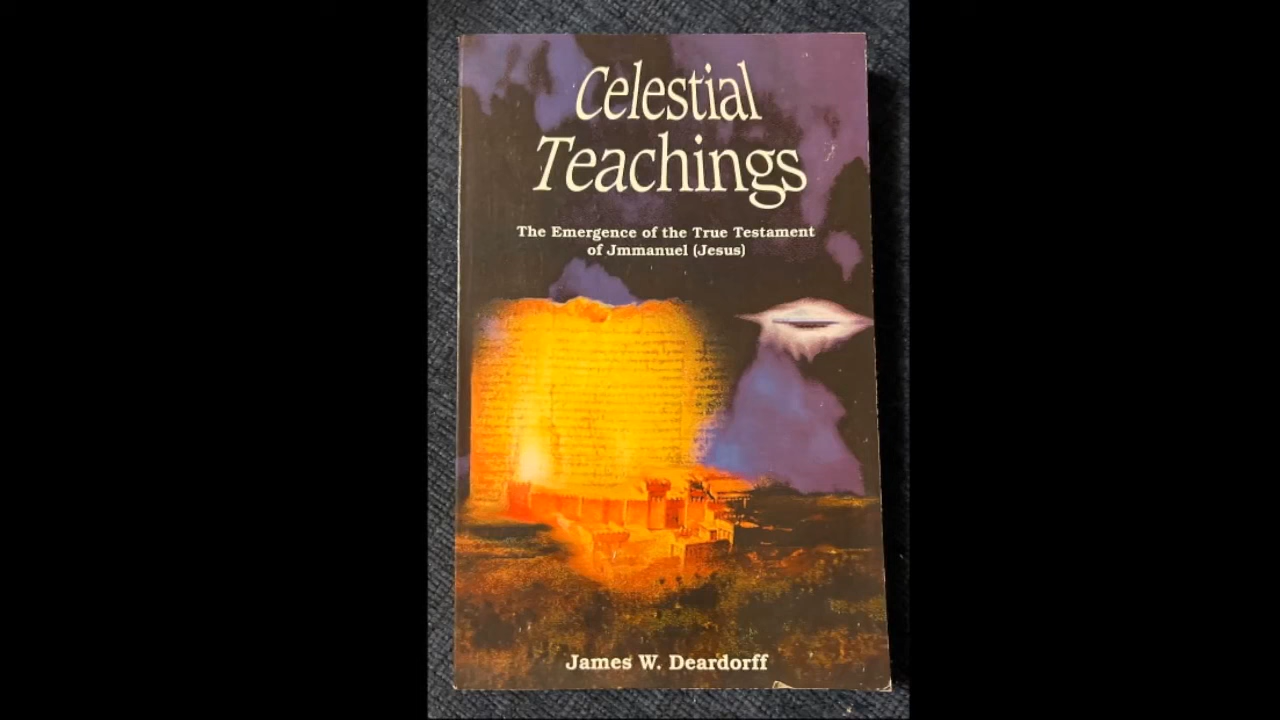 Celestial
Teachings
The Emergence of the True Testament
of Jmmanuel (Jesus)
James W. Deardorff